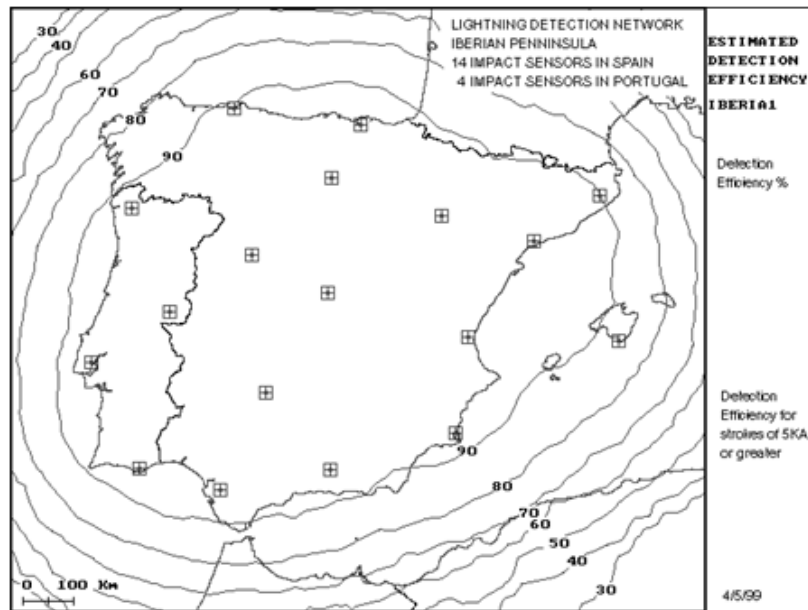 LIGHTNING DETECTION NETWORK
IBERIAN PENNINSULA
14 IMPACT SENSORS IN SPAIN
4 IMPACT SENSORS IN PORTUGAL
ESTIMATED
DETECTION
EFFICIENCY
IBERIA1
Detection
Efficiency %
Detection
Efficiency for
strokes of 5KA
or greater
4/5/99
30
40
60
70
80
90
90
80
70
60
50
40
30
0 100 Km